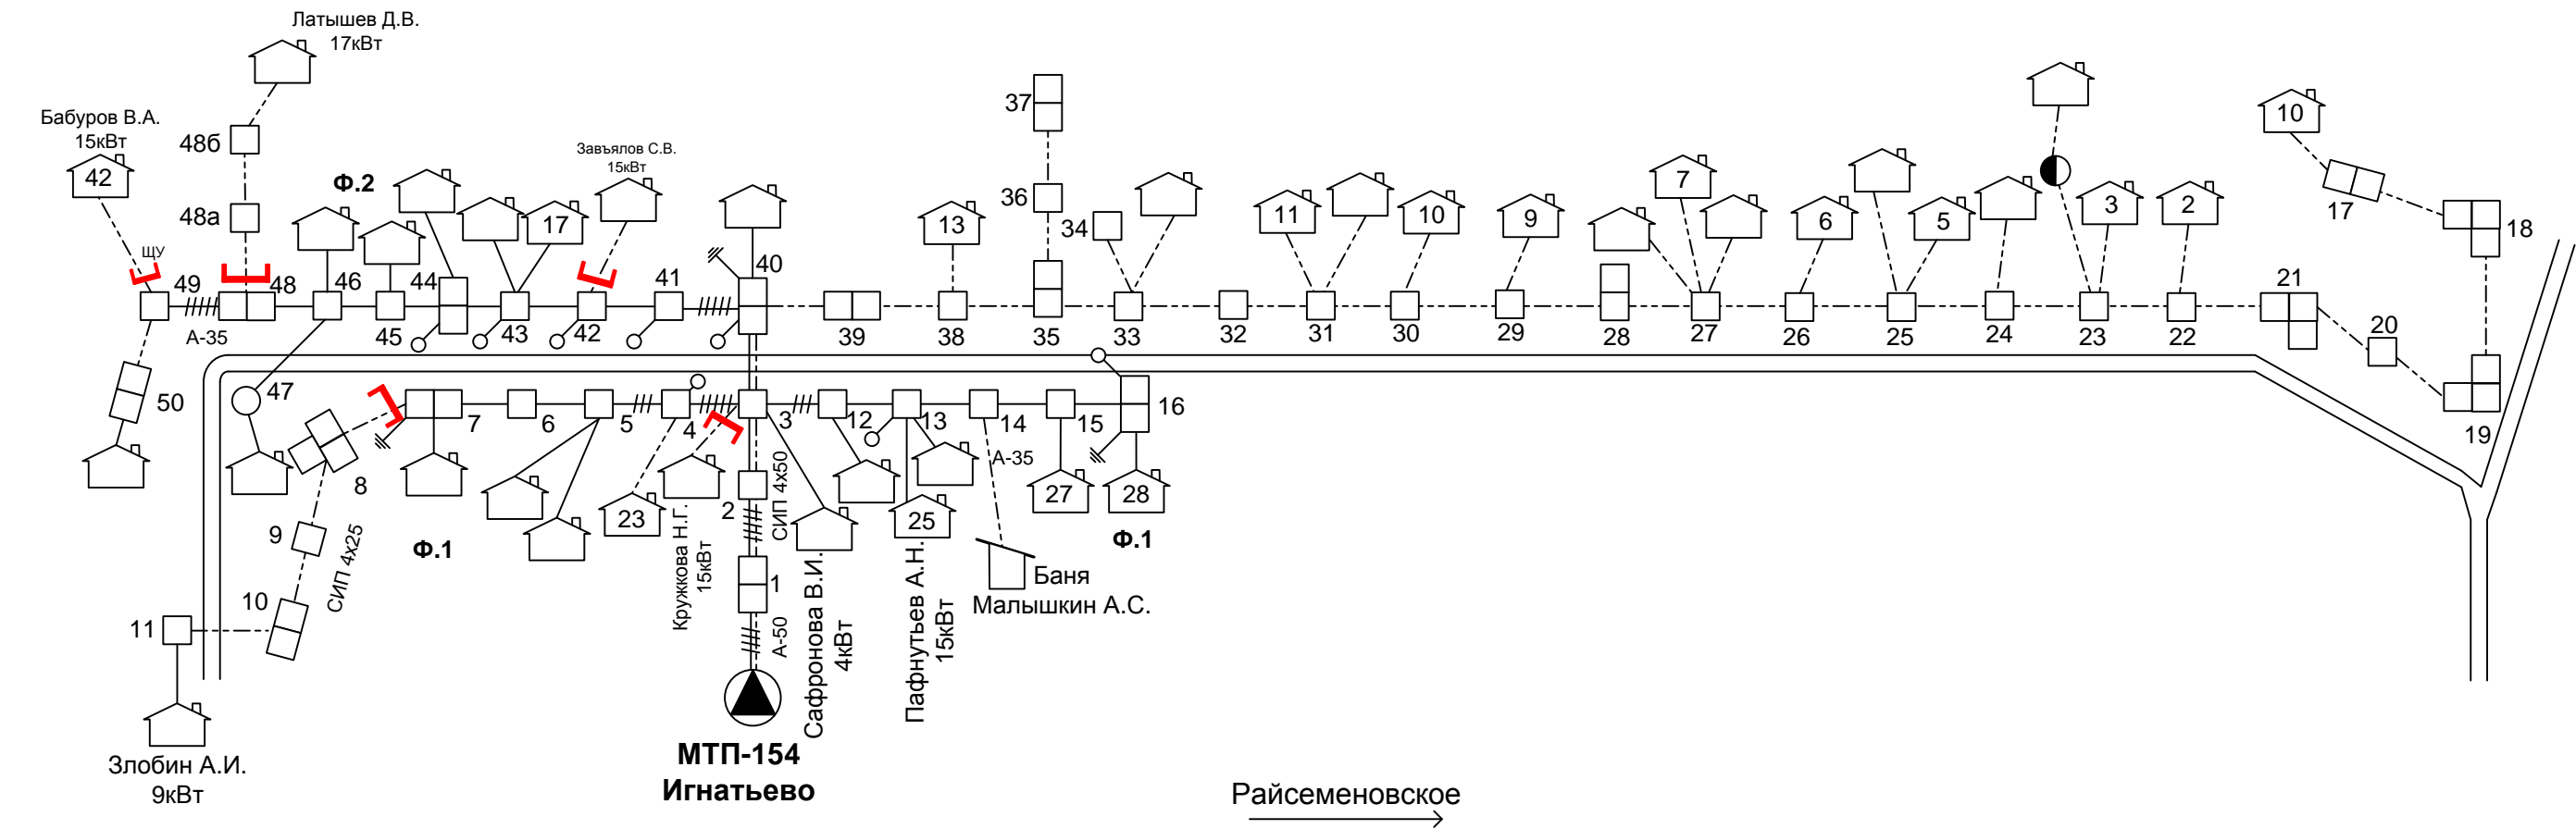 Латышев Д.В.
17кВт
Бабуров В.А.
15кВт
42
48б
48а
Ф.2
ЩУ
Завъялов С.В.
15кВт
17
13
37
36
34
11
10
9
7
6
5
3
2
10
17
18
49
48
46
44
41
40
А-35
45
43
42
39
38
35
33
32
31
30
29
28
27
26
25
24
23
22
21
20
19
50
47
7
6
5
4
3
12
13
14
15
16
8
23
2
СИП 4х50
25
А-35
27
28
9
СИП 4х25
Ф.1
Ф.1
Кружкова Н.Г.
15кВт
1
А-50
Сафронова В.И.
4кВт
Пафнутьев А.Н.
15кВт
Баня
Малышкин А.С.
10
11
Злобин А.И.
9кВт
МТП-154
Игнатьево
Райсеменовское